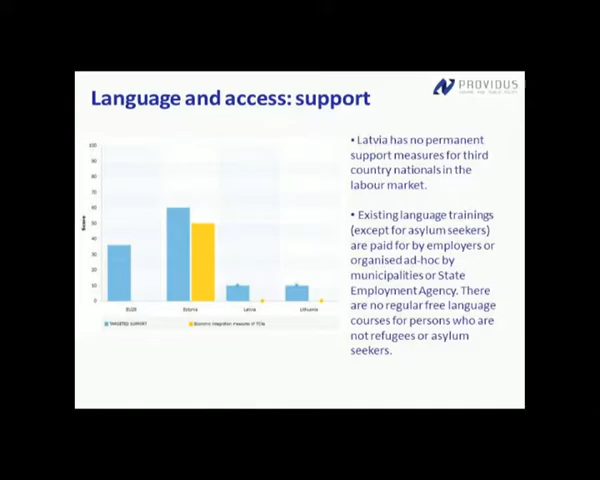 PROVIDUS
Language and access: support
• Latvia has no permanent
support measures for third
country nationals in the
labour market.
• Existing language trainings
(except for asylum seekers)
are paid for by employers or
organised ad-hoc by
municipalities or State
Employment Agency. There
are no regular free language
courses for persons who are
not refugees or asylum
seekers.
100
90
80
70
60
50
40
30
20
10
0
Score
Estonia
Latvia
Lithuania
TARGETED SUPPORT
Economic integration measures of TCNs